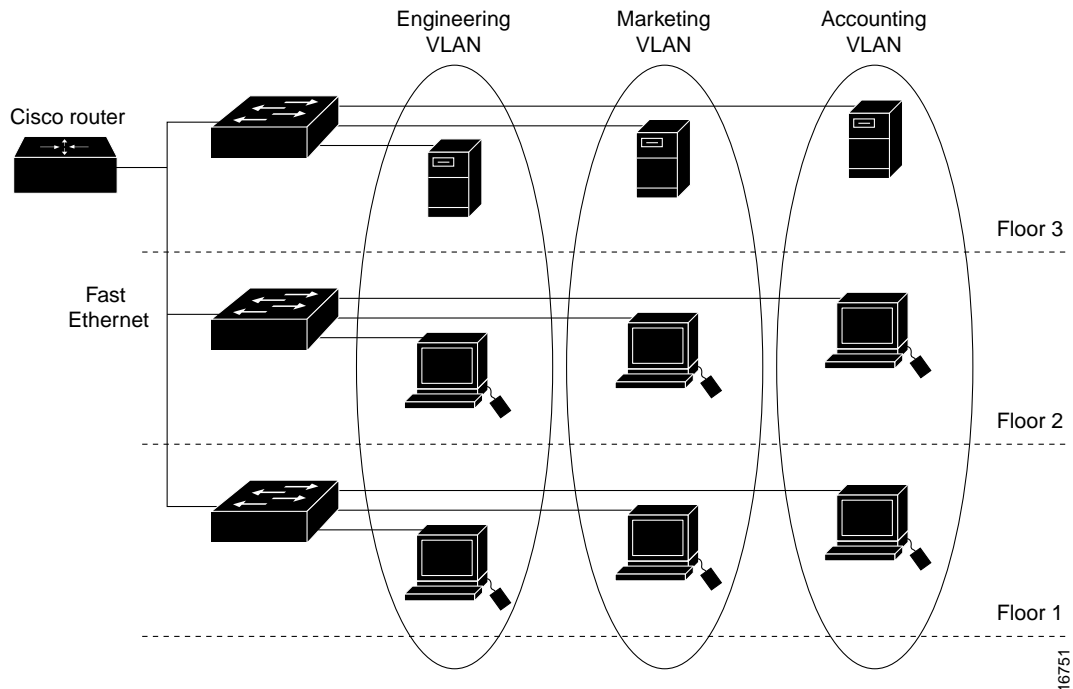 Engineering
VLAN
Marketing
VLAN
Accounting
VLAN
Cisco router
Floor 3
Fast
Ethernet
Floor 2
Floor 1
16751